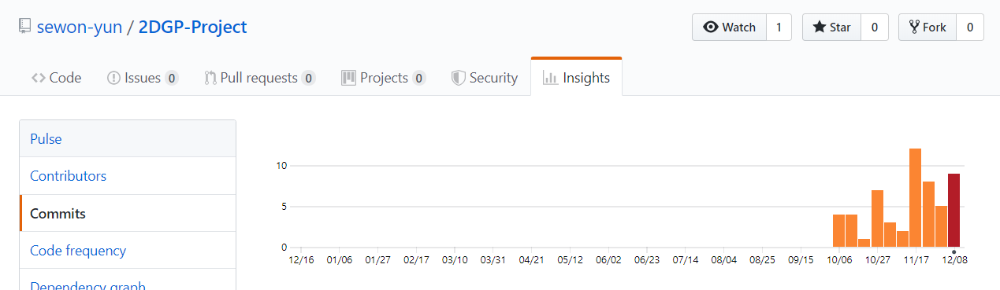 sewon-yun / 2DGP-Project
Watch 1 Star 0 Fork 0
Code Issues 0 Pull requests 0 Projects 0 Security Insights
Pulse
Contributors
Commits
Code frequency
Dependency graph
10
5
0
12/16 01/06 01/27 02/17 03/10 03/31 04/21 05/12 06/02 06/23 07/14 08/04 08/25 09/15 10/06 10/27 11/17 12/08